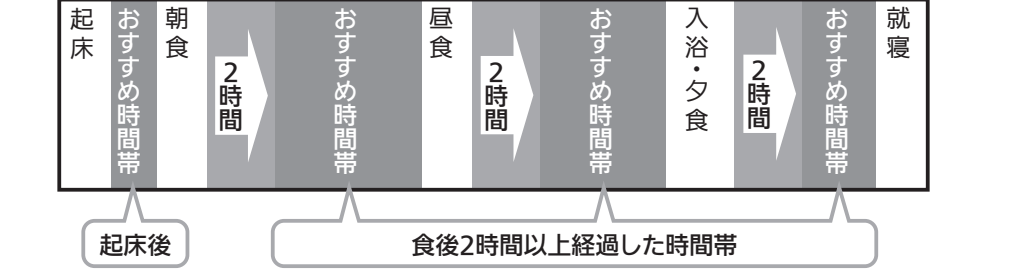 起床
おすすめ時間帯
朝食
2時間
おすすめ時間帯
昼食
2時間
おすすめ時間帯
入浴・夕食
2時間
おすすめ時間帯
就寝
起床後
食後2時間以上経過した時間帯